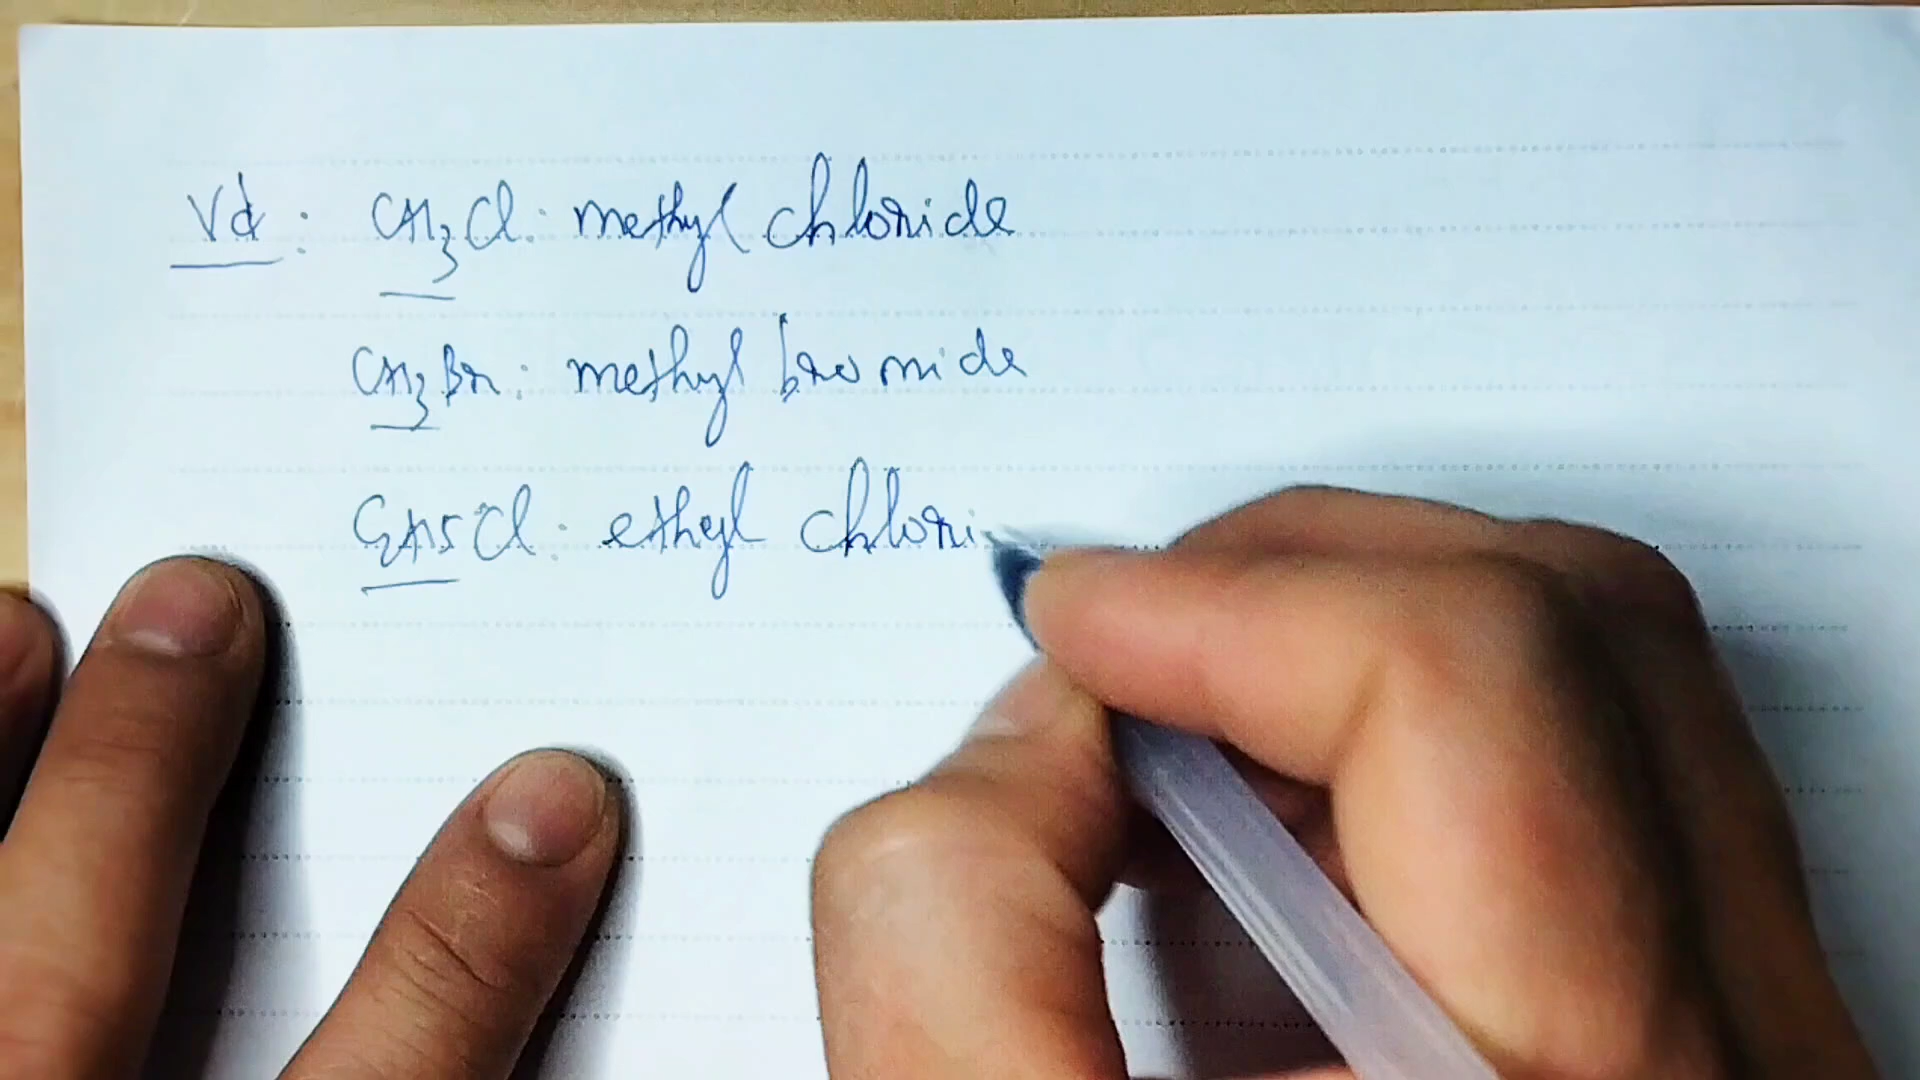 Vd: CH3Cl: methyl chloride
CH3Br: methyl bromide
C2H5Cl: ethyl chlori